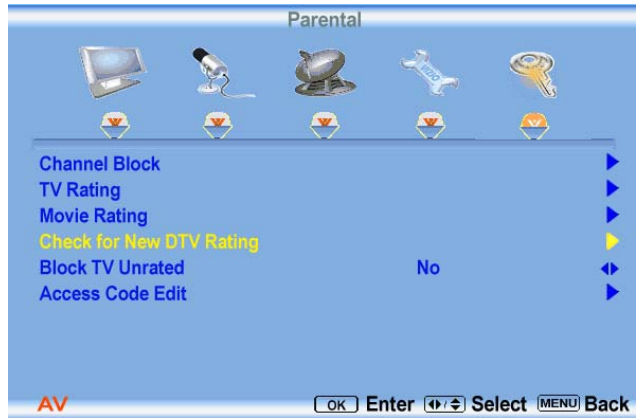 Parental
VIZIO
Channel Block
TV Rating
Movie Rating
Check for New DTV Rating
Block TV Unrated No
Access Code Edit
AV OK Enter Select MENU Back